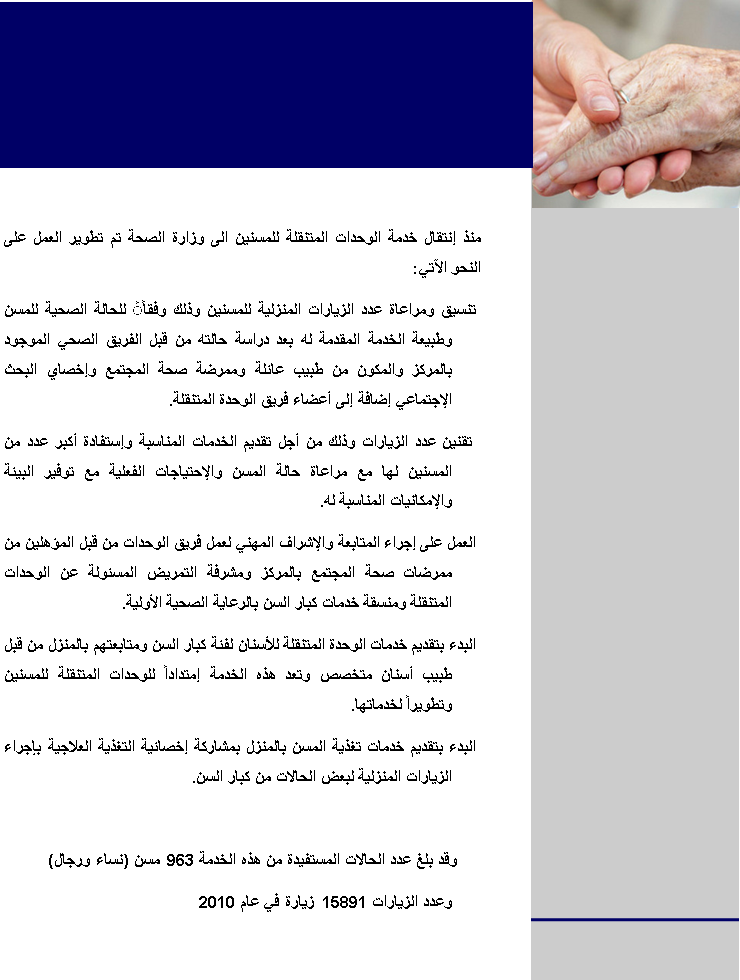 منذ إنتقال خدمة الوحدات المتنقلة للمسنين الى وزارة الصحة تم تطوير العمل على
النحو الآتي:
تنسيق ومراعاة عدد الزيارات المنزلية للمسنين وذلك وفقاًً للحالة الصحية للمسن
وطبيعة الخدمة المقدمة له بعد دراسة حالته من قبل الفريق الصحي الموجود
بالمركز والمكون من طبيب عائلة وممرضة صحة المجتمع وإخصاي البحث
الإجتماعي إضافة إلى أعضاء فريق الوحدة المتنقلة.
تقنين عدد الزيارات وذلك من أجل تقديم الخدمات المناسبة وإستفادة أكبر عدد من
المسنين لها مع مراعاة حالة المسن والإحتياجات الفعلية مع توفير البيئة
والإمكانيات المناسبة له.
العمل على إجراء المتابعة والإشراف المهني لعمل فريق الوحدات من قبل المؤهلين من
ممرضات صحة المجتمع بالمركز ومشرفة التمريض المسئولة عن الوحدات
المتنقلة ومنسقة خدمات كبار السن بالرعاية الصحية الأولية.
البدء بتقديم خدمات الوحدة المتنقلة للأسنان لفئة كبار السن ومتابعتهم بالمنزل من قبل
طبيب أسنان متخصص وتعد هذه الخدمة إمتداداً للوحدات المتنقلة للمسنين
وتطويراً لخدماتها.
البدء بتقديم خدمات تغذية المسن بالمنزل بمشاركة إخصائية التغذية العلاجية بإجراء
الزيارات المنزلية لبعض الحالات من كبار السن.
وقد بلغ عدد الحالات المستفيدة من هذه الخدمة 963 مسن (نساء ورجال)
وعدد الزيارات 15891 زيارة في عام 2010